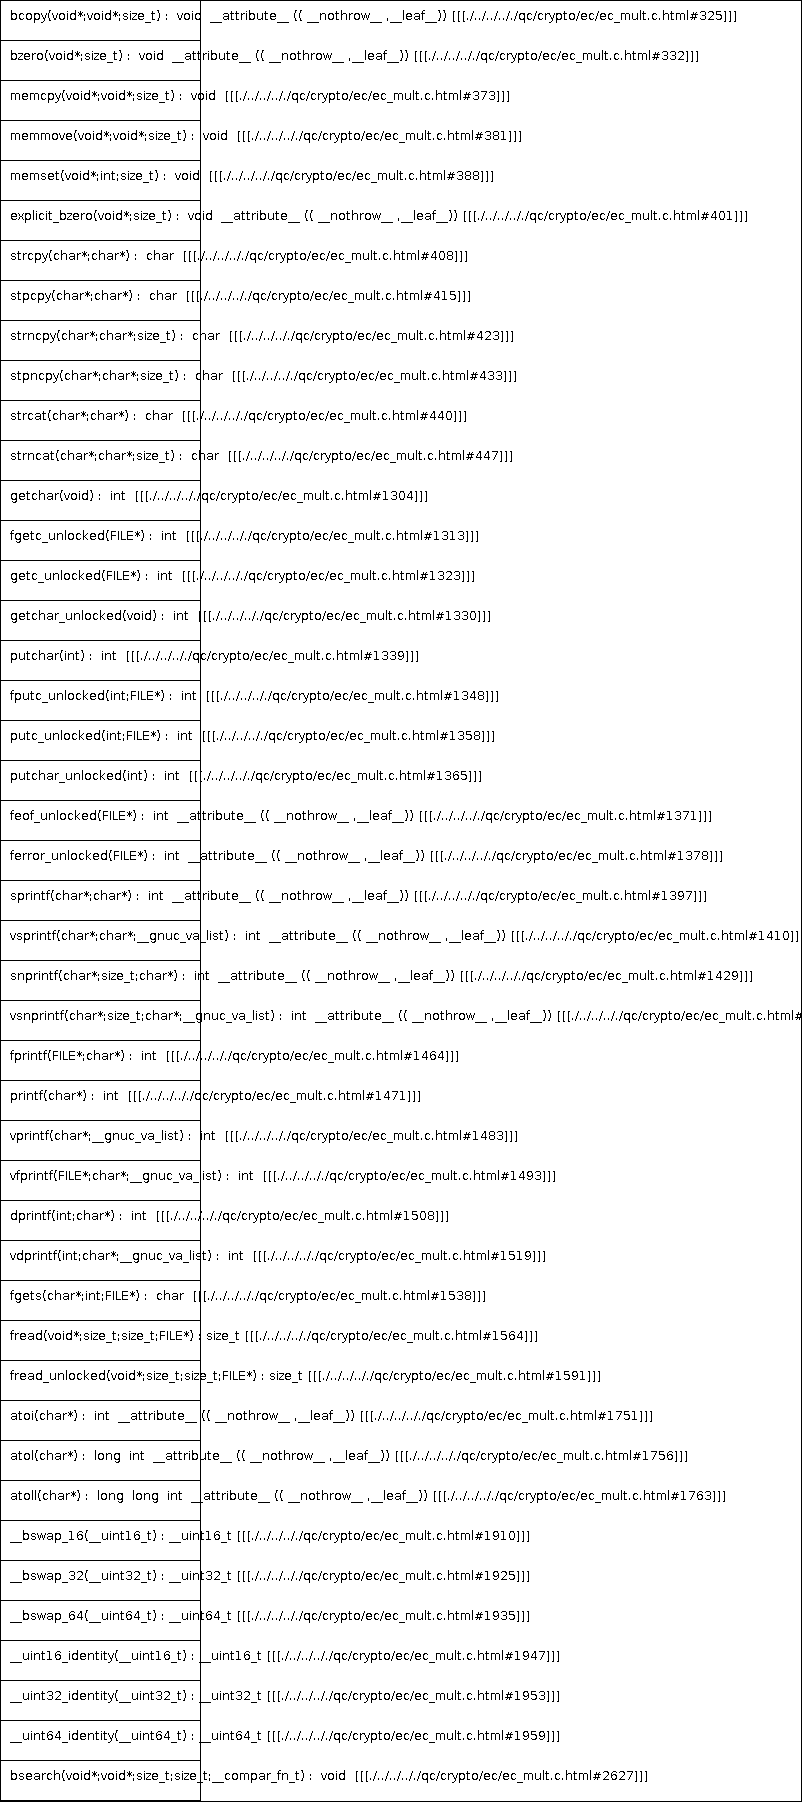 bcopy(void*;void*;size_t) : void __attribute__ (( __nothrow__ ,__leaf__)) [[[./../../../../qc/crypto/ec/ec_mult.c.html#325]]]
bzero(void*;size_t) : void __attribute__ (( __nothrow__ ,__leaf__)) [[[./../../../../qc/crypto/ec/ec_mult.c.html#332]]]
memcpy(void*;void*;size_t) : void [[[./../../../../qc/crypto/ec/ec_mult.c.html#373]]]
memmove(void*;void*;size_t) : void [[[./../../../../qc/crypto/ec/ec_mult.c.html#381]]]
memset(void*;int;size_t) : void [[[./../../../../qc/crypto/ec/ec_mult.c.html#388]]]
explicit_bzero(void*;size_t) : void __attribute__ (( __nothrow__ ,__leaf__)) [[[./../../../../qc/crypto/ec/ec_mult.c.html#401]]]
strcpy(char*;char*) : char [[[./../../../../qc/crypto/ec/ec_mult.c.html#408]]]
stpcpy(char*;char*) : char [[[./../../../../qc/crypto/ec/ec_mult.c.html#415]]]
strncpy(char*;char*;size_t) : char [[[./../../../../qc/crypto/ec/ec_mult.c.html#423]]]
stpncpy(char*;char*;size_t) : char [[[./../../../../qc/crypto/ec/ec_mult.c.html#433]]]
strcat(char*;char*) : char [[[./../../../../qc/crypto/ec/ec_mult.c.html#440]]]
strncat(char*;char*;size_t) : char [[[./../../../../qc/crypto/ec/ec_mult.c.html#447]]]
getchar(void) : int [[[./../../../../qc/crypto/ec/ec_mult.c.html#1304]]]
fgetc_unlocked(FILE*) : int [[[./../../../../qc/crypto/ec/ec_mult.c.html#1313]]]
getc_unlocked(FILE*) : int [[[./../../../../qc/crypto/ec/ec_mult.c.html#1323]]]
getchar_unlocked(void) : int [[[./../../../../qc/crypto/ec/ec_mult.c.html#1330]]]
putchar(int) : int [[[./../../../../qc/crypto/ec/ec_mult.c.html#1339]]]
fputc_unlocked(int;FILE*) : int [[[./../../../../qc/crypto/ec/ec_mult.c.html#1348]]]
putc_unlocked(int;FILE*) : int [[[./../../../../qc/crypto/ec/ec_mult.c.html#1358]]]
putchar_unlocked(int) : int [[[./../../../../qc/crypto/ec/ec_mult.c.html#1365]]]
feof_unlocked(FILE*) : int __attribute__ (( __nothrow__ ,__leaf__)) [[[./../../../../qc/crypto/ec/ec_mult.c.html#1371]]]
ferror_unlocked(FILE*) : int __attribute__ (( __nothrow__ ,__leaf__)) [[[./../../../../qc/crypto/ec/ec_mult.c.html#1378]]]
sprintf(char*;char*) : int __attribute__ (( __nothrow__ ,__leaf__)) [[[./../../../../qc/crypto/ec/ec_mult.c.html#1397]]]
vsprintf(char*;char*;__gnuc_va_list) : int __attribute__ (( __nothrow__ ,__leaf__)) [[[./../../../../qc/crypto/ec/ec_mult.c.html#1410]]]
snprintf(char*;size_t;char*) : int __attribute__ (( __nothrow__ ,__leaf__)) [[[./../../../../qc/crypto/ec/ec_mult.c.html#1429]]]
vsnprintf(char*;size_t;char*;__gnuc_va_list) : int __attribute__ (( __nothrow__ ,__leaf__)) [[[./../../../../qc/crypto/ec/ec_mult.c.html#
fprintf(FILE*;char*) : int [[[./../../../../qc/crypto/ec/ec_mult.c.html#1464]]]
printf(char*) : int [[[./../../../../qc/crypto/ec/ec_mult.c.html#1471]]]
vprintf(char*;__gnuc_va_list) : int [[[./../../../../qc/crypto/ec/ec_mult.c.html#1483]]]
vfprintf(FILE*;char*;__gnuc_va_list) : int [[[./../../../../qc/crypto/ec/ec_mult.c.html#1493]]]
dprintf(int;char*) : int [[[./../../../../qc/crypto/ec/ec_mult.c.html#1508]]]
vdprintf(int;char*;__gnuc_va_list) : int [[[./../../../../qc/crypto/ec/ec_mult.c.html#1519]]]
fgets(char*;int;FILE*) : char [[[./../../../../qc/crypto/ec/ec_mult.c.html#1538]]]
fread(void*;size_t;size_t;FILE*) : size_t [[[./../../../../qc/crypto/ec/ec_mult.c.html#1564]]]
fread_unlocked(void*;size_t;size_t;FILE*) : size_t [[[./../../../../qc/crypto/ec/ec_mult.c.html#1591]]]
atoi(char*) : int __attribute__ (( __nothrow__ ,__leaf__)) [[[./../../../../qc/crypto/ec/ec_mult.c.html#1751]]]
atol(char*) : long int __attribute__ (( __nothrow__ ,__leaf__)) [[[./../../../../qc/crypto/ec/ec_mult.c.html#1756]]]
atoll(char*) : long long int __attribute__ (( __nothrow__ ,__leaf__)) [[[./../../../../qc/crypto/ec/ec_mult.c.html#1763]]]
__bswap_16(__uint16_t) : __uint16_t [[[./../../../../qc/crypto/ec/ec_mult.c.html#1910]]]
__bswap_32(__uint32_t) : __uint32_t [[[./../../../../qc/crypto/ec/ec_mult.c.html#1925]]]
__bswap_64(__uint64_t) : __uint64_t [[[./../../../../qc/crypto/ec/ec_mult.c.html#1935]]]
__uint16_identity(__uint16_t) : __uint16_t [[[./../../../../qc/crypto/ec/ec_mult.c.html#1947]]]
__uint32_identity(__uint32_t) : __uint32_t [[[./../../../../qc/crypto/ec/ec_mult.c.html#1953]]]
__uint64_identity(__uint64_t) : __uint64_t [[[./../../../../qc/crypto/ec/ec_mult.c.html#1959]]]
bsearch(void*;void*;size_t;size_t;__compar_fn_t) : void [[[./../../../../qc/crypto/ec/ec_mult.c.html#2627]]]